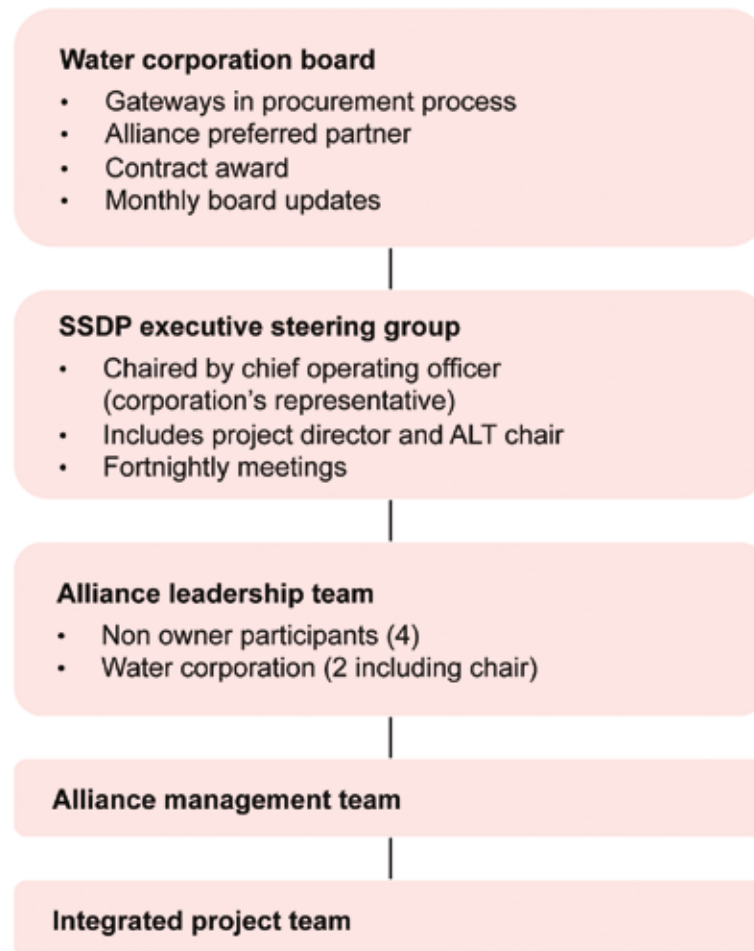 Water corporation board
• Gateways in procurement process
• Alliance preferred partner
• Contract award
• Monthly board updates
SSDP executive steering group
• Chaired by chief operating officer
(corporation's representative)
• Includes project director and ALT chair
• Fortnightly meetings
Alliance leadership team
• Non owner participants (4)
• Water corporation (2 including chair)
Alliance management team
Integrated project team